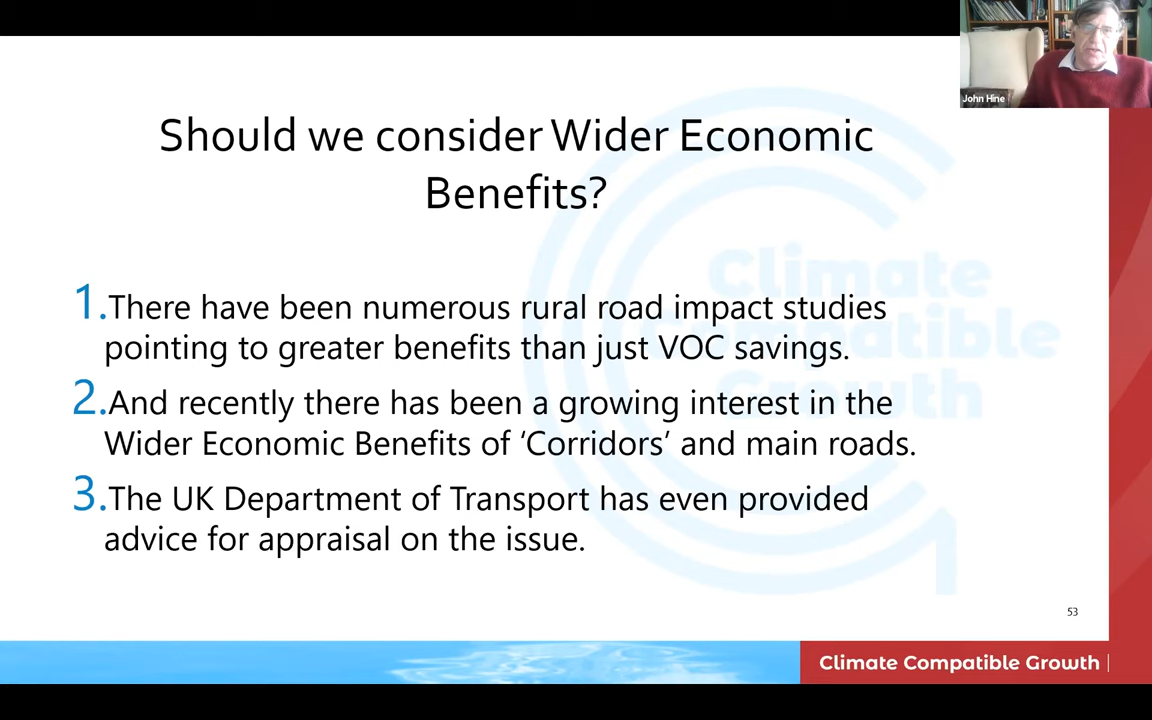 John Hine
Should we consider Wider Economic
Benefits?
1.There have been numerous rural road impact studies
pointing to greater benefits than just VOC savings.
2.And recently there has been a growing interest in the
Wider Economic Benefits of ‘Corridors’ and main roads.
3.The UK Department of Transport has even provided
advice for appraisal on the issue.
Climate
Compatible
Growth
53
Climate Compatible Growth |